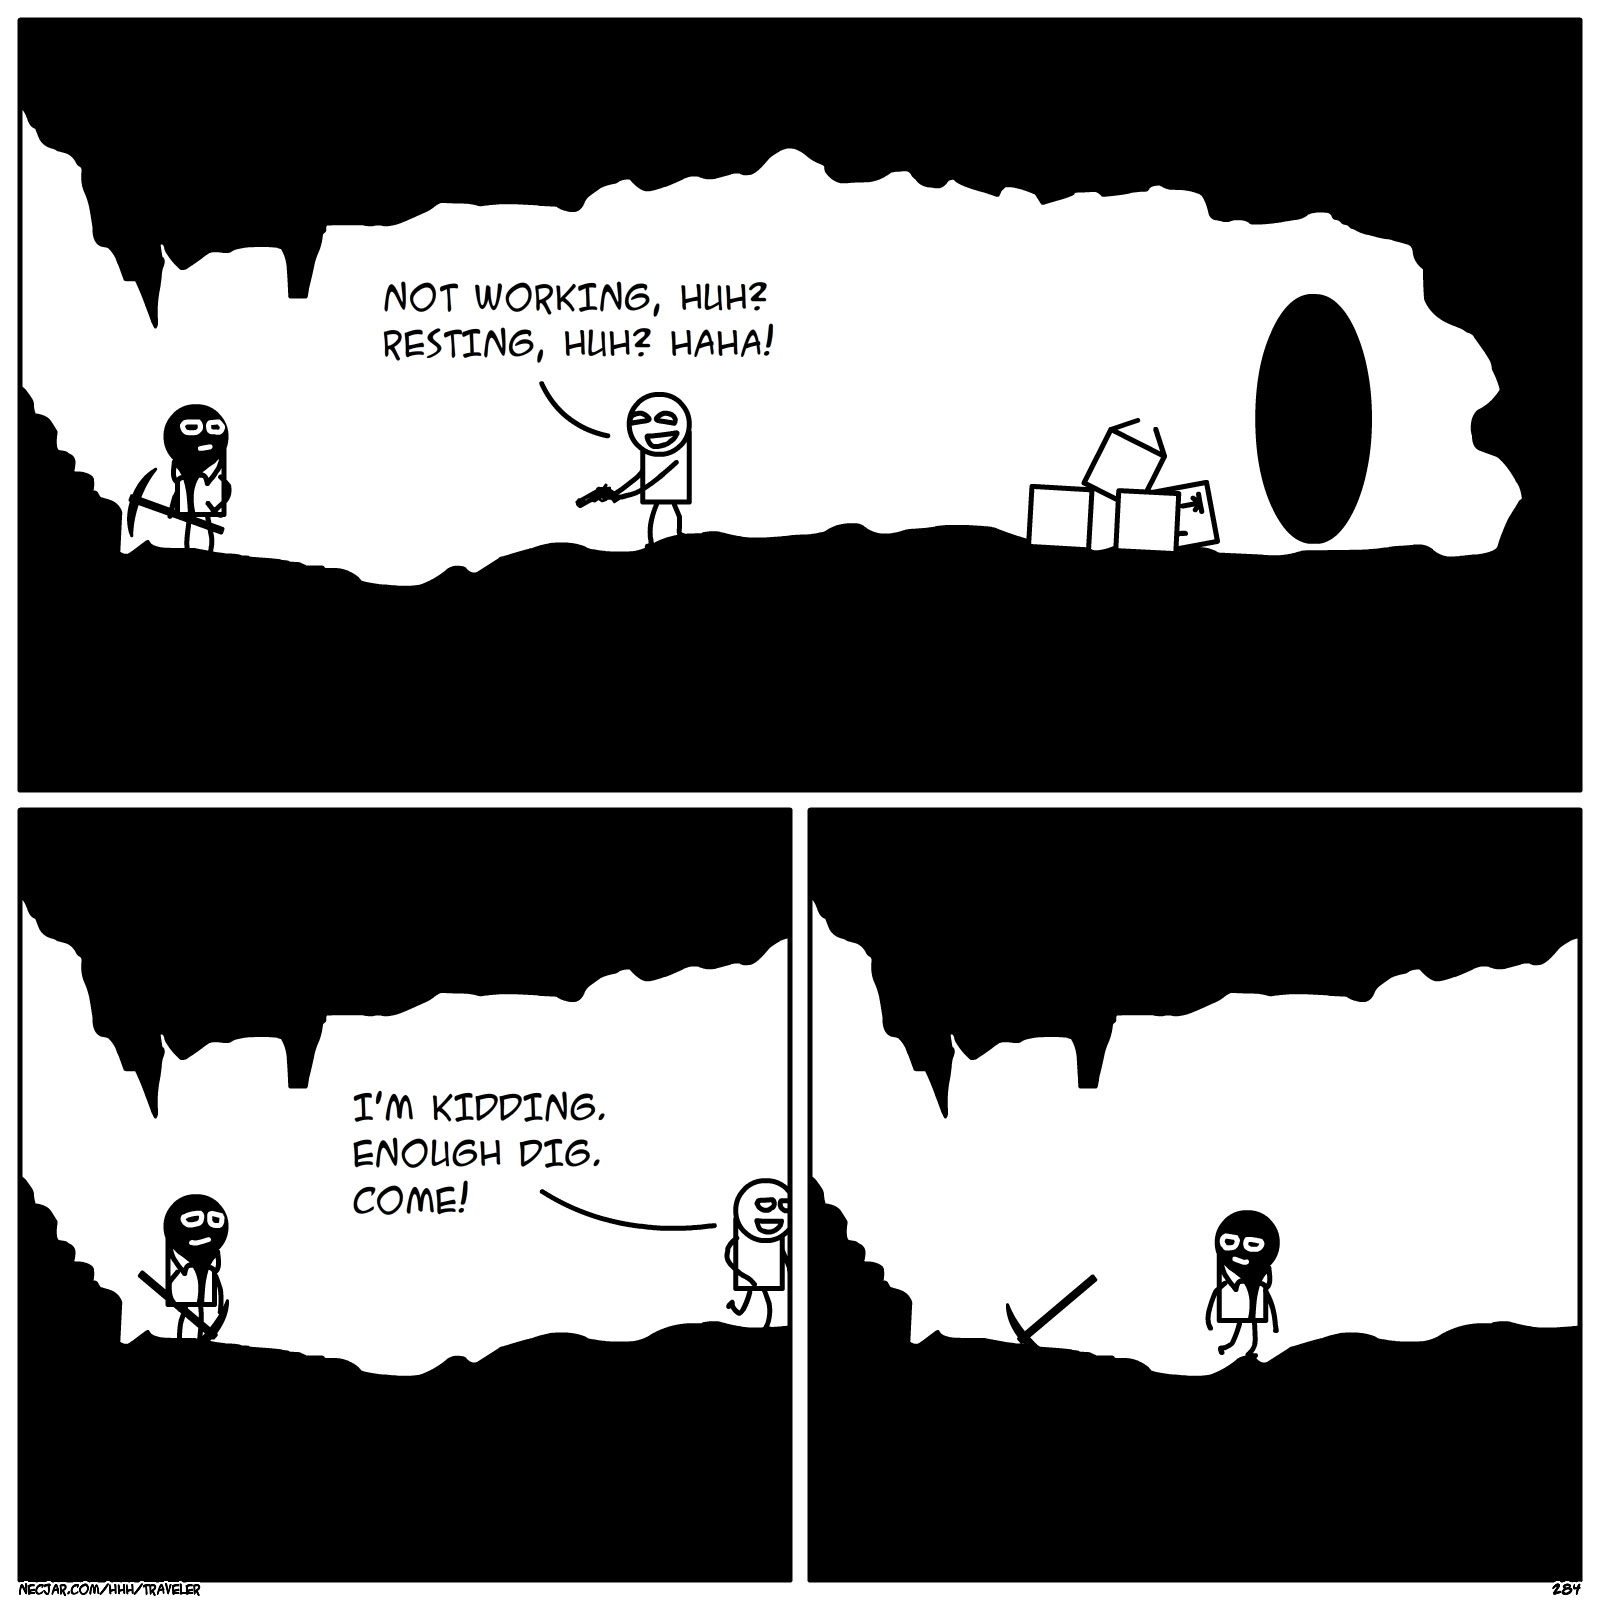 NOT WORKING, HUH?
RESTING, HUH? HAHA!
I'M KIDDING.
ENOUGH DIG.
COME!
NECJAR.COM/HHH/TRAVELER
284